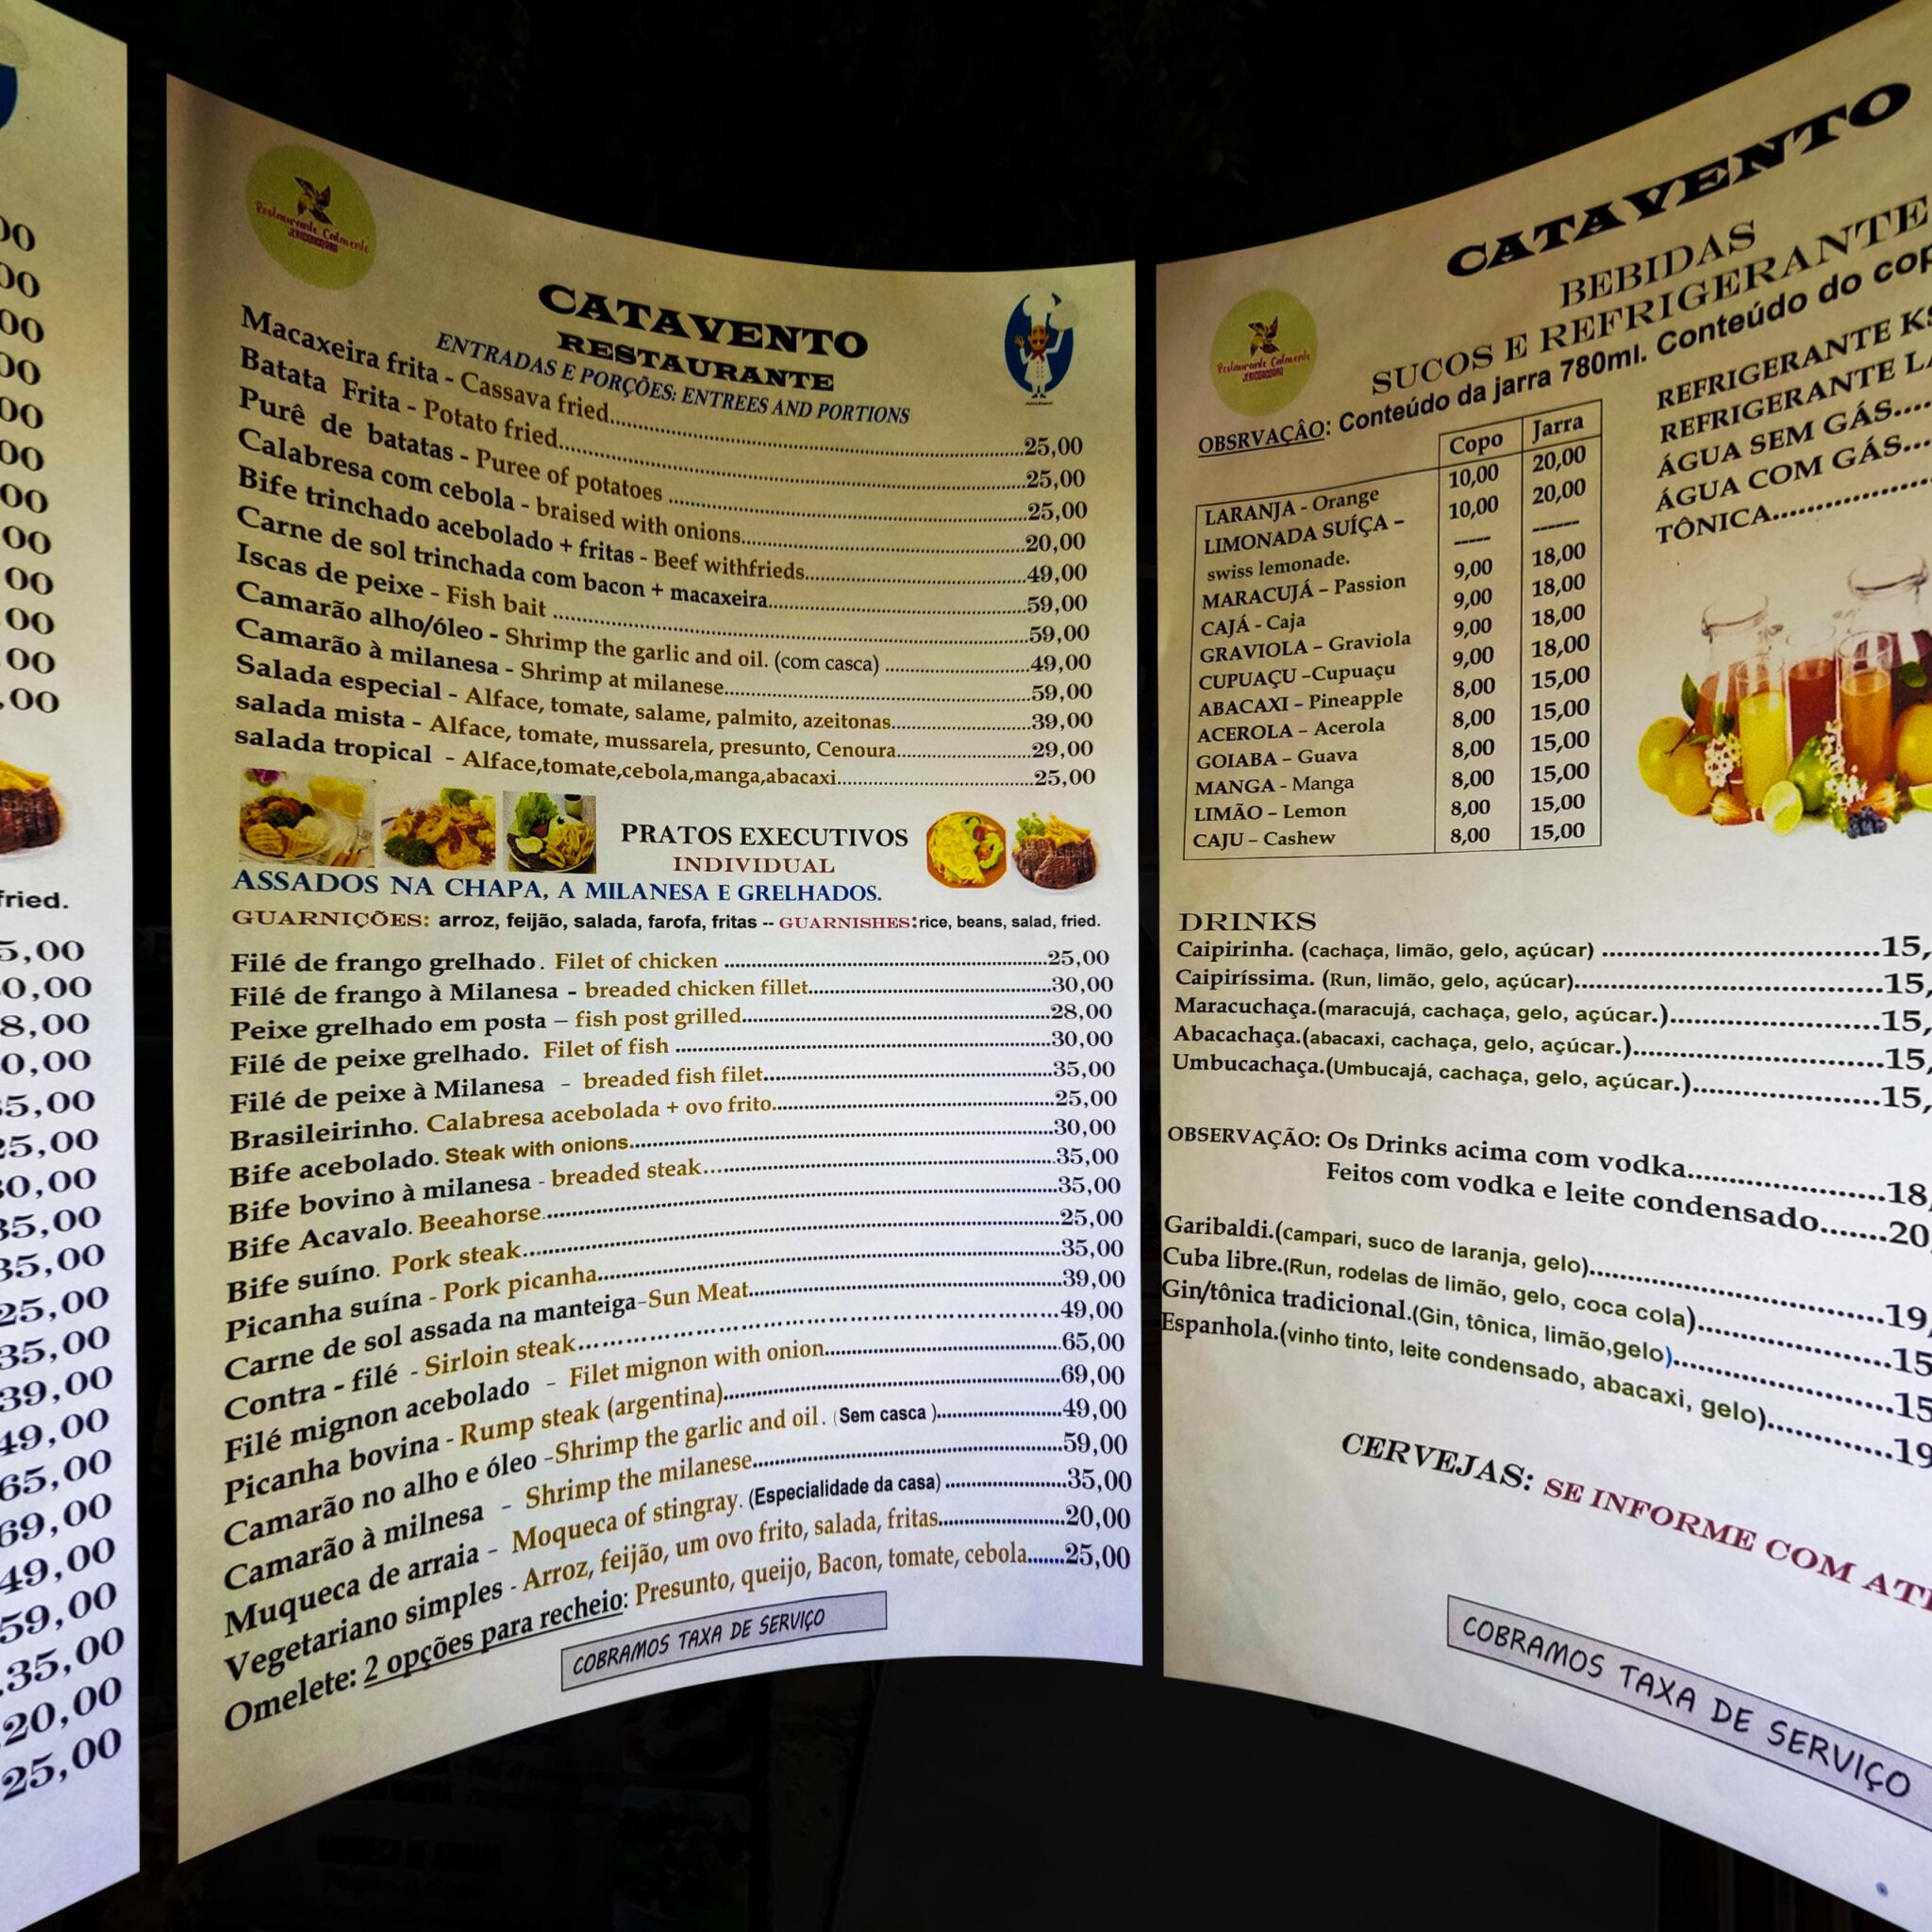 00
00
00
00
00
00
00
00
00
00
00
,00
fried.
5,00
0,00
8,00
0,00
35,00
25,00
30,00
35,00
35,00
25,00
35,00
39,00
49,00
65,00
69,00
49,00
59,00
.35,00
20,00
25,00
Restaurante Catavento
JERICOACOARA
CATAVENTO
RESTAURANTE
ENTRADAS E PORÇÕES: ENTREES AND PORTIONS
Macaxeira frita - Cassava fried...25,00
Batata Frita - Potato fried...25,00
Purê de batatas - Puree of potatoes ...25,00
Calabresa com cebola - braised with onions...20,00
Bife trinchado acebolado + fritas - Beef withfrieds...49,00
Carne de sol trinchada com bacon + macaxeira...59,00
Iscas de peixe - Fish bait ...59,00
Camarão alho/óleo - Shrimp the garlic and oil. (com casca) ...49,00
Camarão à milanesa - Shrimp at milanese...59,00
Salada especial - Alface, tomate, salame, palmito, azeitonas...39,00
salada mista - Alface, tomate, mussarela, presunto, Cenoura...29,00
salada tropical - Alface,tomate,cebola,manga,abacaxi...25,00
PRATOS EXECUTIVOS
INDIVIDUAL
ASSADOS NA CHAPA, A MILANESA E GRELHADOS.
GUARNIÇÕES: arroz, feijão, salada, farofa, fritas -- GUARNISHES:rice, beans, salad, fried.
Filé de frango grelhado. Filet of chicken ...25,00
Filé de frango à Milanesa - breaded chicken fillet...30,00
Peixe grelhado em posta – fish post grilled...28,00
Filé de peixe grelhado. Filet of fish ...30,00
Filé de peixe à Milanesa - breaded fish filet...35,00
Brasileirinho. Calabresa acebolada + ovo frito...25,00
Bife acebolado. Steak with onions...30,00
Bife bovino à milanesa - breaded steak...35,00
Bife Acavalo. Beeahorse...35,00
Bife suíno. Pork steak...25,00
Picanha suína - Pork picanha...35,00
Carne de sol assada na manteiga-Sun Meat...39,00
Contra - filé - Sirloin steak...49,00
Filé mignon acebolado - Filet mignon with onion...65,00
Picanha bovina - Rump steak (argentina)...69,00
Camarão no alho e óleo -Shrimp the garlic and oil. (Sem casca )...49,00
Camarão à milnesa - Shrimp the milanese...59,00
Muqueca de arraia - Moqueca of stingray. (Especialidade da casa) ...35,00
Vegetariano simples - Arroz, feijão, um ovo frito, salada, fritas...20,00
Omelete: 2 opções para recheio: Presunto, queijo, Bacon, tomate, cebola...25,00
COBRAMOS TAXA DE SERVIÇO
Restaurante Catavento
JERICOACOARA
CATAVENTO
BEBIDAS
SUCOS E REFRIGERANTE
OBSRVAÇÂO: Conteúdo da jarra 780ml. Conteúdo do cop
Copo Jarra
LARANJA - Orange 10,00 20,00
LIMONADA SUÍÇA – 10,00 20,00
swiss lemonade. ----- ------
MARACUJÁ – Passion 9,00 18,00
CAJÁ - Caja 9,00 18,00
GRAVIOLA – Graviola 9,00 18,00
CUPUAÇU –Cupuaçu 9,00 18,00
ABACAXI – Pineapple 8,00 15,00
ACEROLA – Acerola 8,00 15,00
GOIABA – Guava 8,00 15,00
MANGA - Manga 8,00 15,00
LIMÃO – Lemon 8,00 15,00
CAJU – Cashew 8,00 15,00
REFRIGERANTE KS
REFRIGERANTE LA
ÁGUA SEM GÁS....
ÁGUA COM GÁS...
TÔNICA...
DRINKS
Caipirinha. (cachaça, limão, gelo, açúcar) ...15,
Caipiríssima. (Run, limão, gelo, açúcar)...15,
Maracuchaça.(maracujá, cachaça, gelo, açúcar.)...15,
Abacachaça.(abacaxi, cachaça, gelo, açúcar.)...15,
Umbucachaça.(Umbucajá, cachaça, gelo, açúcar.)...15,
OBSERVAÇÃO: Os Drinks acima com vodka...18,
Feitos com vodka e leite condensado...20
Garibaldi.(campari, suco de laranja, gelo)...19,
Cuba libre.(Run, rodelas de limão, gelo, coca cola)...15
Gin/tônica tradicional.(Gin, tônica, limão,gelo)...15
Espanhola.(vinho tinto, leite condensado, abacaxi, gelo)...19
CERVEJAS: SE INFORME COM ATE
COBRAMOS TAXA DE SERVIÇO